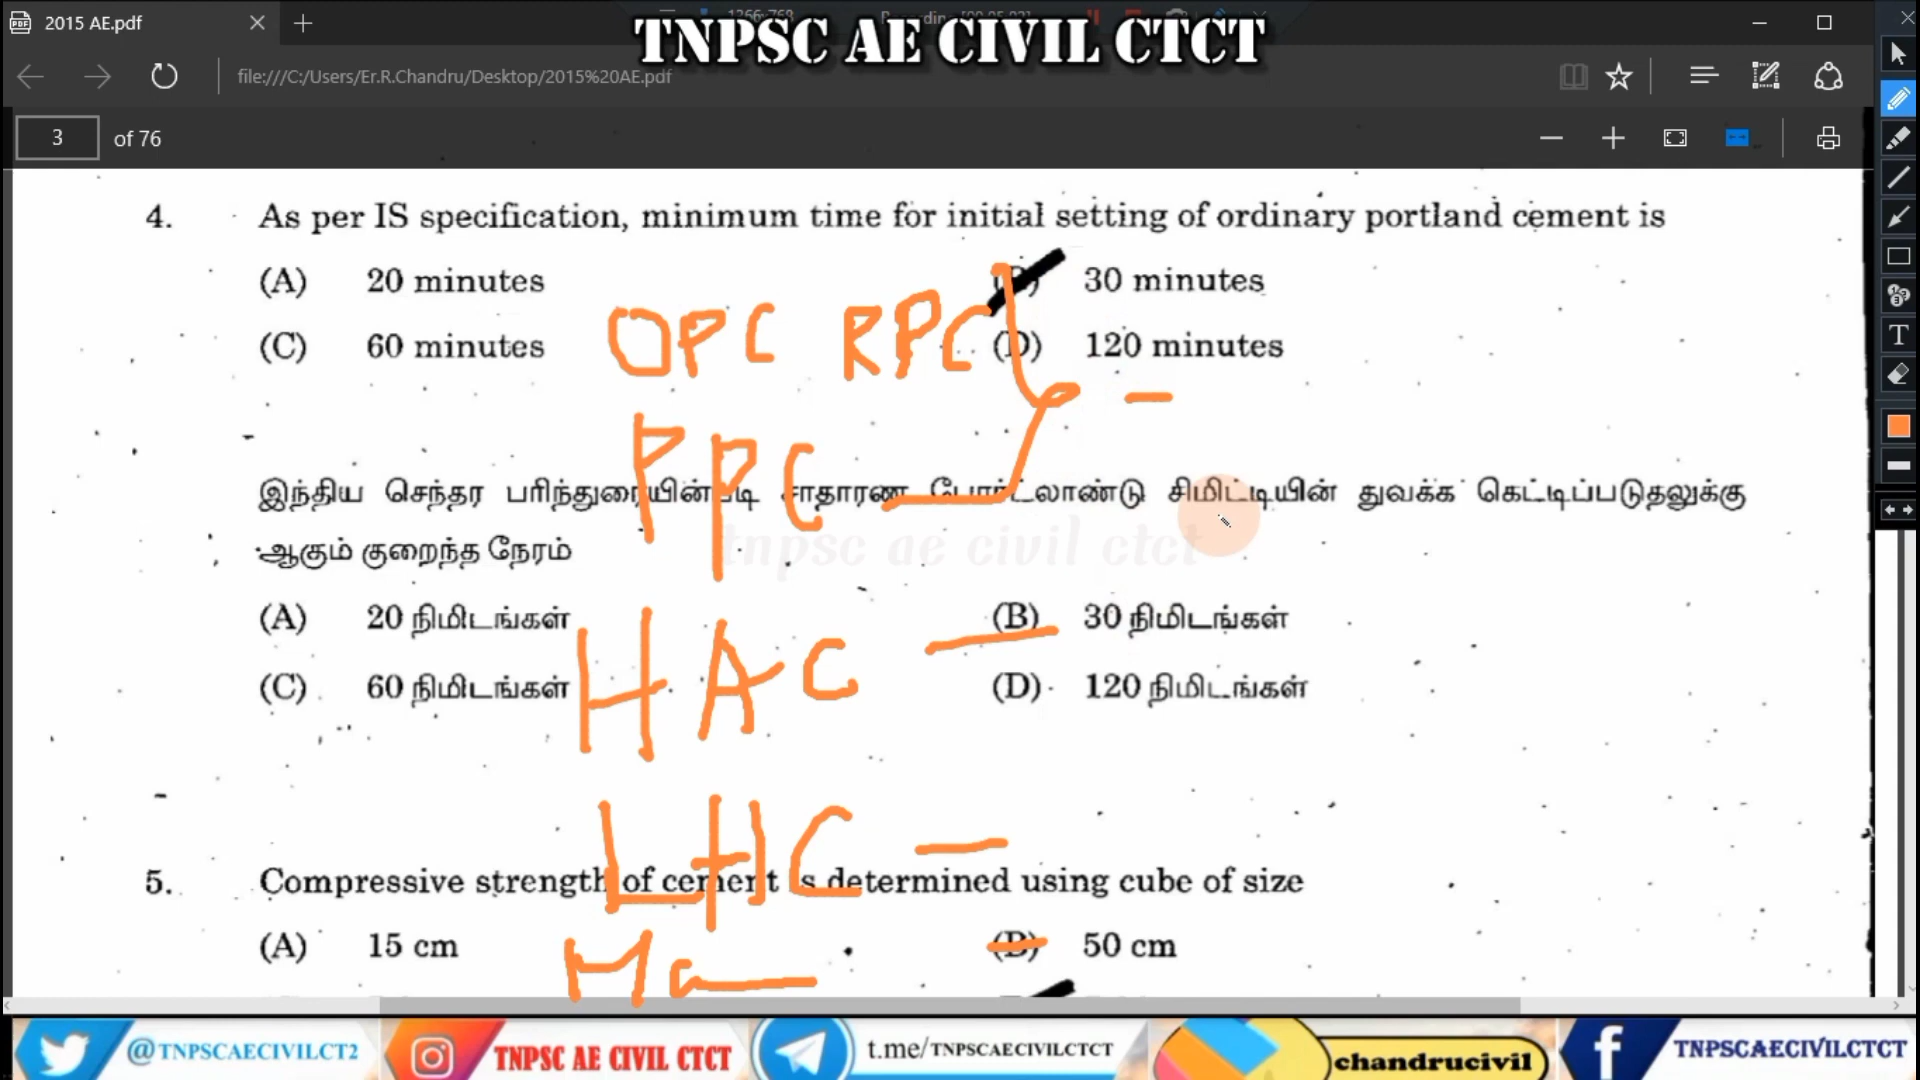 2015 AE.pdf
TNPSC AE CIVIL CTCT
file:///C:/Users/Er.R.Chandru/Desktop/2015%20AE.pdf
3 of 76
4. As per IS specification, minimum time for initial setting of ordinary portland cement is
(A) 20 minutes 30 minutes
(C) 60 minutes (D) 120 minutes
OPC RPC
PPC
இந்திய செந்தர பரிந்துரையின்படி சாதாரண போர்ட்லாண்டு சிமிட்டியின் துவக்க கெட்டிப்படுதலுக்கு
ஆகும் குறைந்த நேரம்
tnpsc ae civil ctct
(A) 20 நிமிடங்கள் (B) 30 நிமிடங்கள்
(C) 60 நிமிடங்கள் (D) 120 நிமிடங்கள்
HAC
LHC
5. Compressive strength of cement is determined using cube of size
(A) 15 cm (B) 50 cm
Ma
@TNPSCAECIVILCT2 TNPSC AE CIVIL CTCT t.me/TNPSCAECIVILCTCT chandrucivil TNPSCAECIVILCTCT